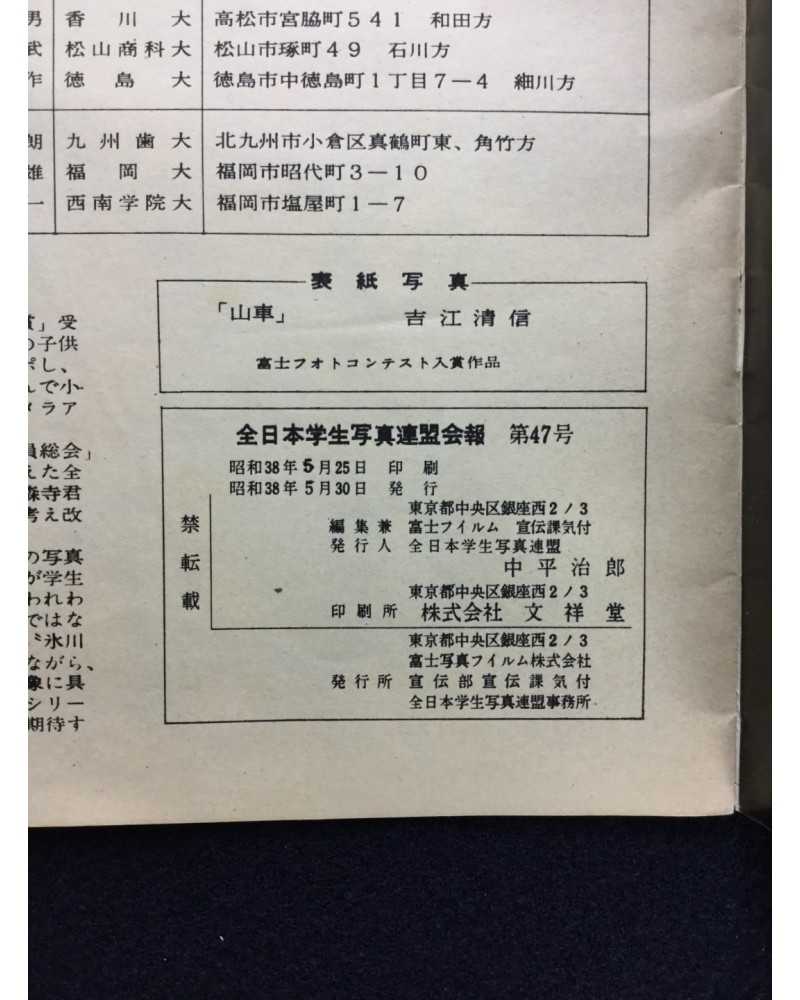 男 香川大 高松市宮脇町541 和田方
武 松山商科大 松山市琢町49 石川方
作 徳島大 徳島市中徳島町1丁目7−4 細川方
朗 九州歯大 北九州市小倉区真鶴町東、角竹方
雄 福岡大 福岡市昭代町3−10
一 西南学院大 福岡市塩屋町1−7
賞」受
の子供
ポし、
んで小
メラア
員総会」
えた全
森寺君
考え改
の写真
が学生
われわ
ではな
〝氷川
ながら、
象に具
シリー
期待す
表紙写真
「山車」 吉江清信
富士フオトコンテスト入賞作品
全日本学生写真連盟会報 第47号
昭和38年5月25日 印刷
昭和38年5月30日 発行
禁転載
東京都中央区銀座西2ノ3
編集兼 富士フイルム 宣伝課気付
発行人 全日本学生写真連盟
中平治郎
東京都中央区銀座西2ノ3
印刷所 株式会社 文祥堂
東京都中央区銀座西2ノ3
富士写真フイルム株式会社
発行所 宣伝部宣伝課気付
全日本学生写真連盟事務所